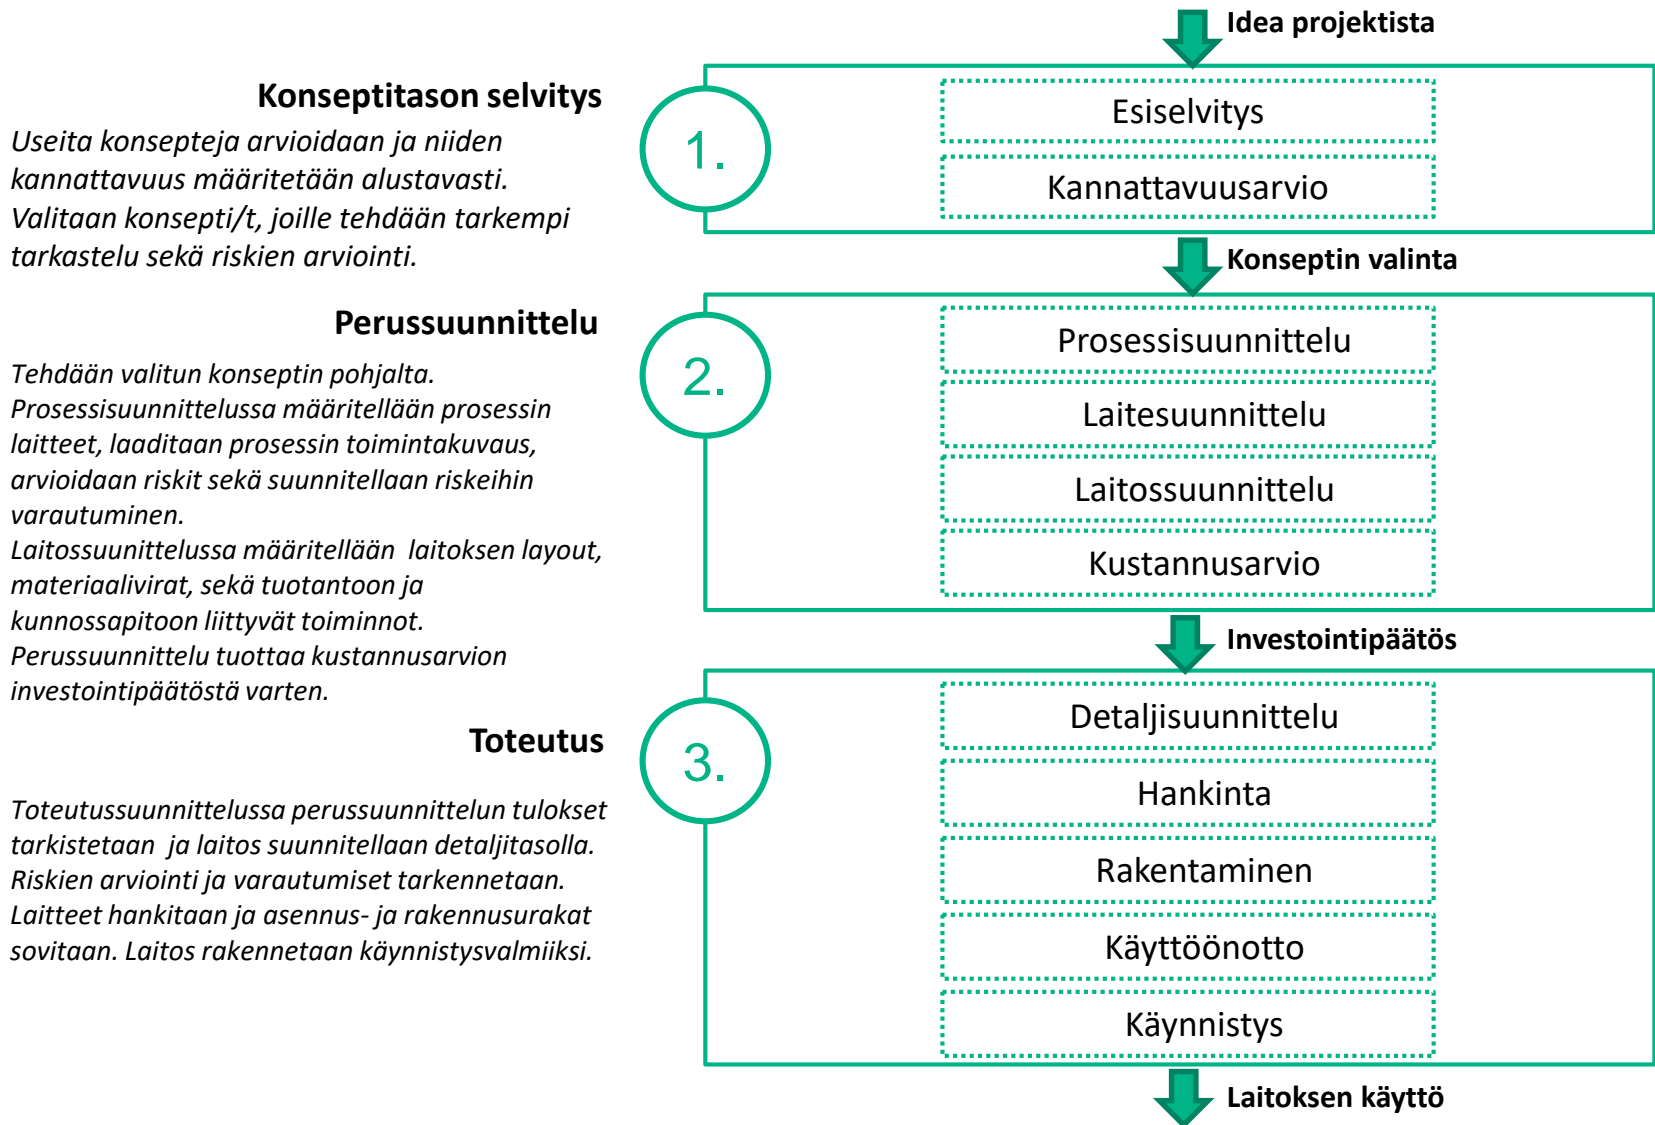 Idea projektista
Konseptitason selvitys
Useita konsepteja arvioidaan ja niiden
kannattavuus määritetään alustavasti.
Valitaan konsepti/t, joille tehdään tarkempi
tarkastelu sekä riskien arviointi.
1.
Esiselvitys
Kannattavuusarvio
Konseptin valinta
Perussuunnittelu
Tehdään valitun konseptin pohjalta.
Prosessisuunnittelussa määritellään prosessin
laitteet, laaditaan prosessin toimintakuvaus,
arvioidaan riskit sekä suunnitellaan riskeihin
varautuminen.
Laitossuunittelussa määritellään  laitoksen layout,
materiaalivirat, sekä tuotantoon ja
kunnossapitoon liittyvät toiminnot.
Perussuunnittelu tuottaa kustannusarvion
investointipäätöstä varten.
2.
Prosessisuunnittelu
Laitesuunnittelu
Laitossuunnittelu
Kustannusarvio
Investointipäätös
Toteutus
Toteutussuunnittelussa perussuunnittelun tulokset
tarkistetaan  ja laitos suunnitellaan detaljitasolla.
Riskien arviointi ja varautumiset tarkennetaan.
Laitteet hankitaan ja asennus- ja rakennusurakat
sovitaan. Laitos rakennetaan käynnistysvalmiiksi.
3.
Detaljisuunnittelu
Hankinta
Rakentaminen
Käyttöönotto
Käynnistys
Laitoksen käyttö